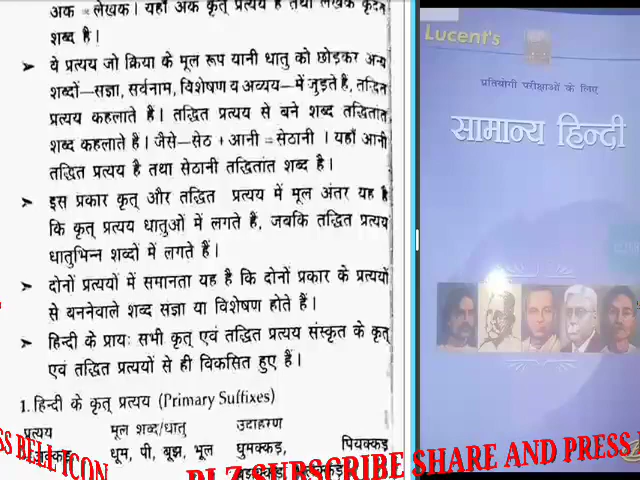 अक = लेखक। यहाँ अक कृत् प्रत्यय है तथा लेखक कृदन्त
शब्द है।
➤ वे प्रत्यय जो क्रिया के मूल रूप यानी धातु को छोड़कर अन्य
शब्दों—सज्ञा, सर्वनाम, विशेषण व अव्यय—में जुड़ते है, तद्धित
प्रत्यय कहलाते हैं। तद्धित प्रत्यय से बने शब्द तद्धितांत
शब्द कहलाते हैं। जैसे—सेठ + आनी = सेठानी । यहाँ आनी
तद्धित प्रत्यय है तथा सेठानी तद्धितांत शब्द है।
➤ इस प्रकार कृत् और तद्धित प्रत्यय में मूल अंतर यह है
कि कृत् प्रत्यय धातुओं में लगते हैं, जबकि तद्धित प्रत्यय
धातुभिन्न शब्दों में लगते हैं।
➤ दोनों प्रत्ययों में समानता यह है कि दोनों प्रकार के प्रत्ययों
से बननेवाले शब्द संज्ञा या विशेषण होते हैं।
➤ हिन्दी के प्रायः सभी कृत् एवं तद्धित प्रत्यय संस्कृत के कृत्
एवं तद्धित प्रत्ययों से ही विकसित हुए हैं।
1. हिन्दी के कृत् प्रत्यय (Primary Suffixes)
प्रत्यय मूल शब्द/धातु उदाहरण
अक्कड़ घूम, पी, बूझ, भूल घुमक्कड़, पियक्कड़
Lucent's
प्रतियोगी परीक्षाओं के लिए
सामान्य हिन्दी
SS BELL ICON
PLZ SUBSCRIBE SHARE AND PRESS